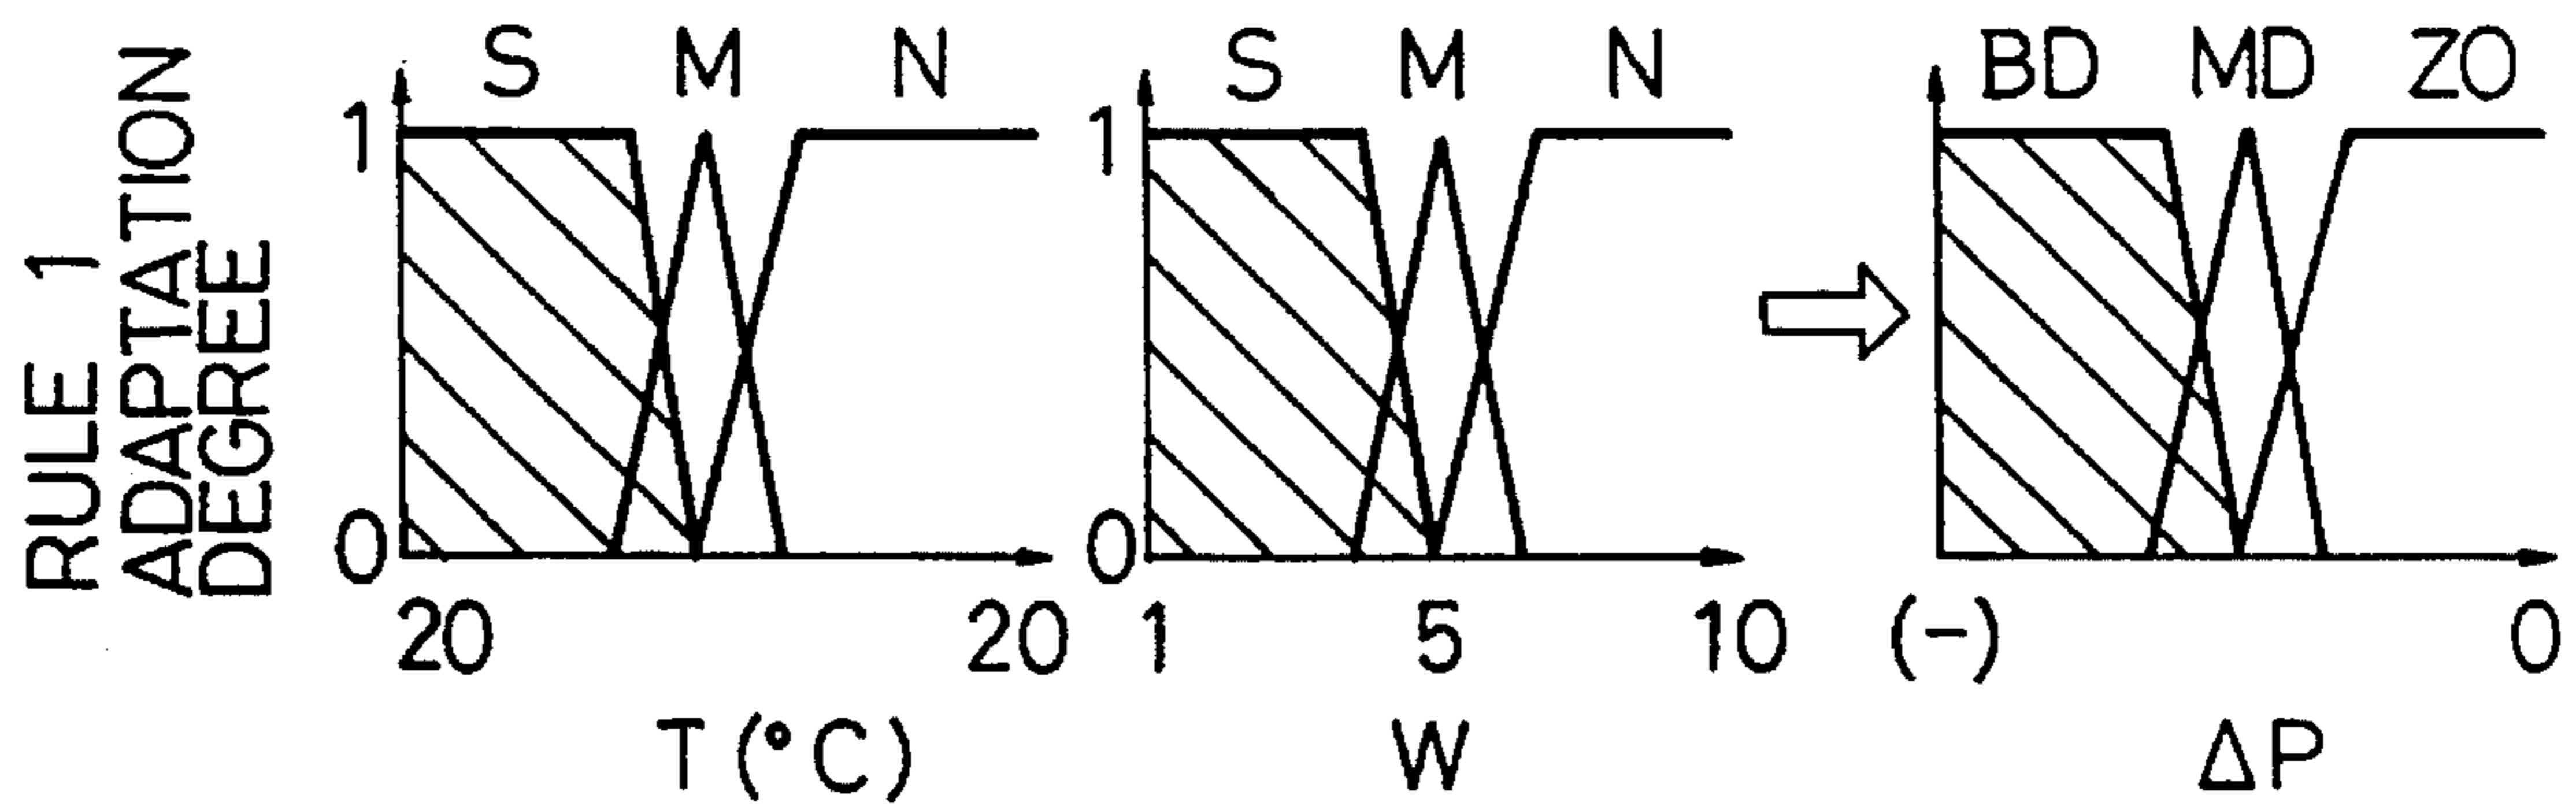 RULE 1
ADAPTATION
DEGREE
S M N
1
0
20 20
T (°C)
S M N
1
0
1 5 10
W
BD MD ZO
(-) 0
ΔP